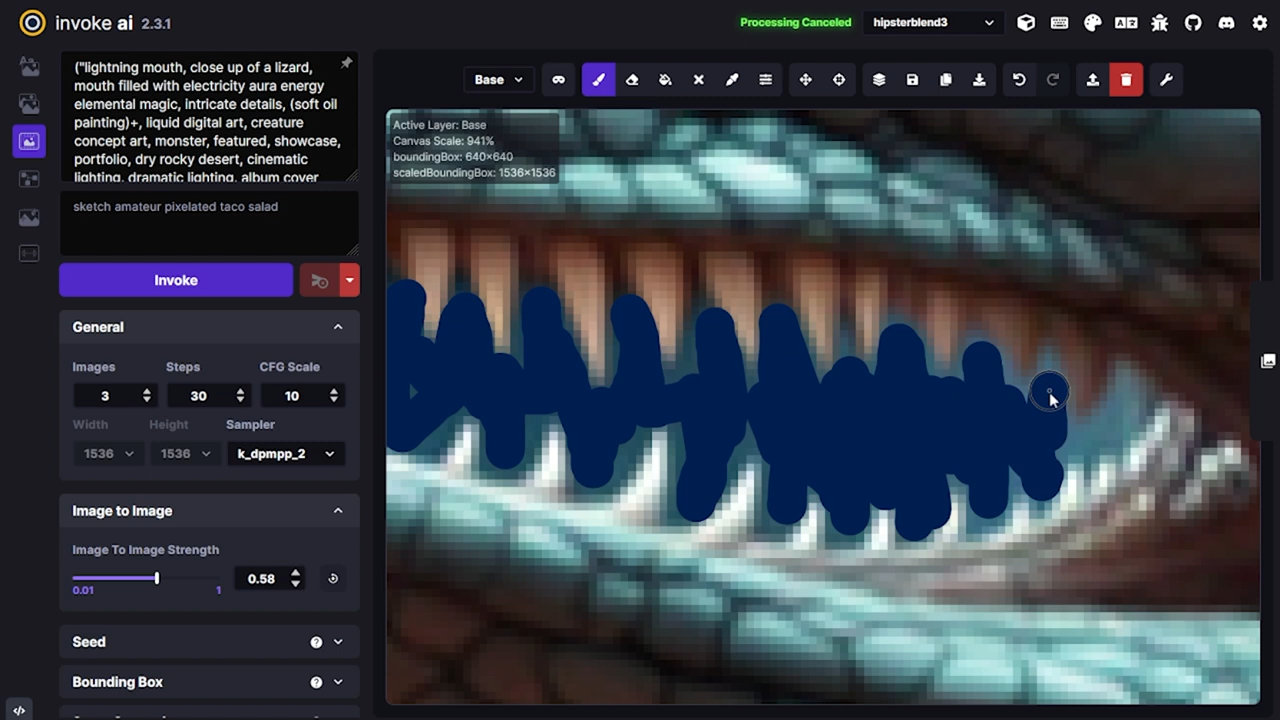 invoke ai 2.3.1
Processing Canceled
hipsterblend3
("lightning mouth, close up of a lizard,
mouth filled with electricity aura energy
elemental magic, intricate details, (soft oil
painting)+, liquid digital art, creature
concept art, monster, featured, showcase,
portfolio, dry rocky desert, cinematic
lighting, dramatic lighting, album cover
sketch amateur pixelated taco salad
Invoke
General
Images Steps CFG Scale
3 30 10
Width Height Sampler
1536 1536 k_dpmpp_2
Image to Image
Image To Image Strength
0.58
0.01 1
Seed
Bounding Box
Base
Active Layer: Base
Canvas Scale: 941%
boundingBox: 640×640
scaledBoundingBox: 1536×1536